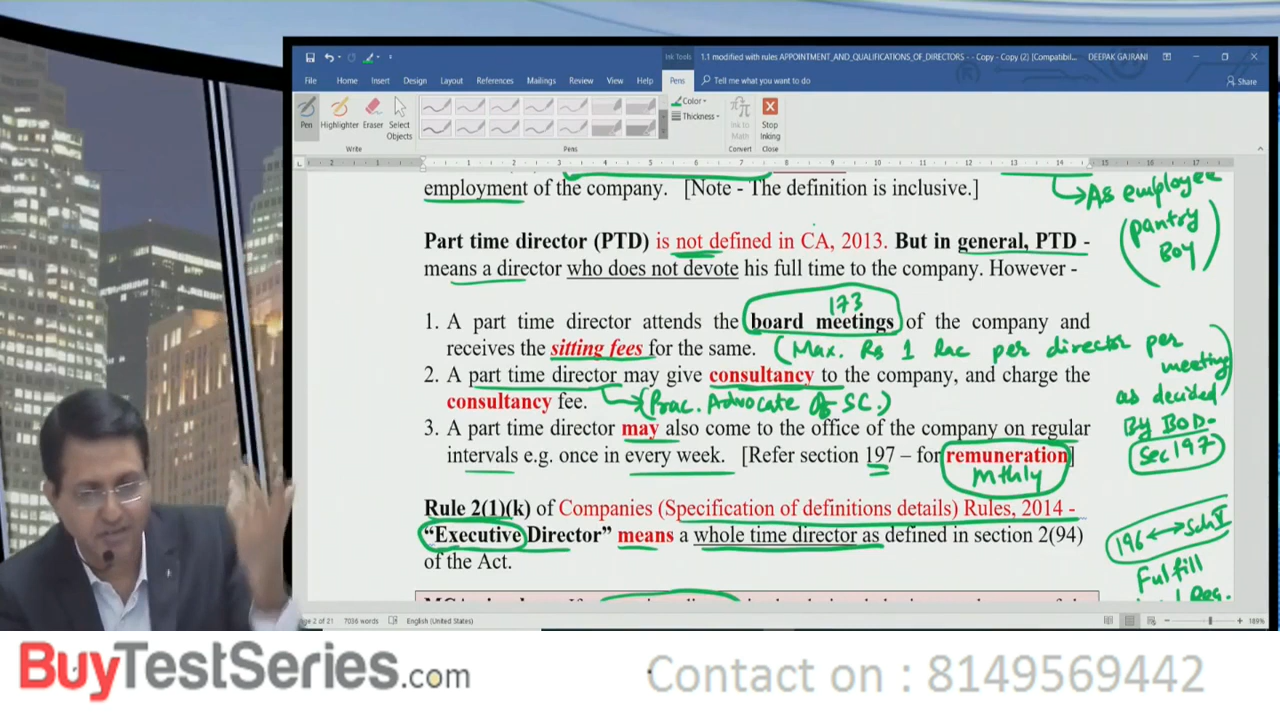 Ink Tools
1.1 modified with rules APPOINTMENT_AND_QUALIFICATIONS_OF_DIRECTORS - - Copy - Copy (2) [Compatibil...
DEEPAK GAJRANI
File Home Insert Design Layout References Mailings Review View Help Pens Tell me what you want to do
Share
Pen Highlighter Eraser Select Objects
Color
Thickness
Ink to Math
Stop Inking
Write Pens Convert Close
employment of the company. [Note - The definition is inclusive.]
As employee
(pantry Boy)
Part time director (PTD) is not defined in CA, 2013. But in general, PTD -
means a director who does not devote his full time to the company. However -
173
1. A part time director attends the board meetings of the company and
receives the sitting fees for the same. (Max. Rs 1 lac per director per
meeting
as decided
By BOD-
Sec 197)
2. A part time director may give consultancy to the company, and charge the
consultancy fee. (Prac. Advocate of SC.)
3. A part time director may also come to the office of the company on regular
intervals e.g. once in every week. [Refer section 197 – for remuneration]
mthly
Rule 2(1)(k) of Companies (Specification of definitions details) Rules, 2014 -
“Executive Director” means a whole time director as defined in section 2(94)
of the Act.
196 Sch V
Fulfill
page 2 of 21 7036 words English (United States) 189%
BuyTestSeries.com
Contact on : 8149569442